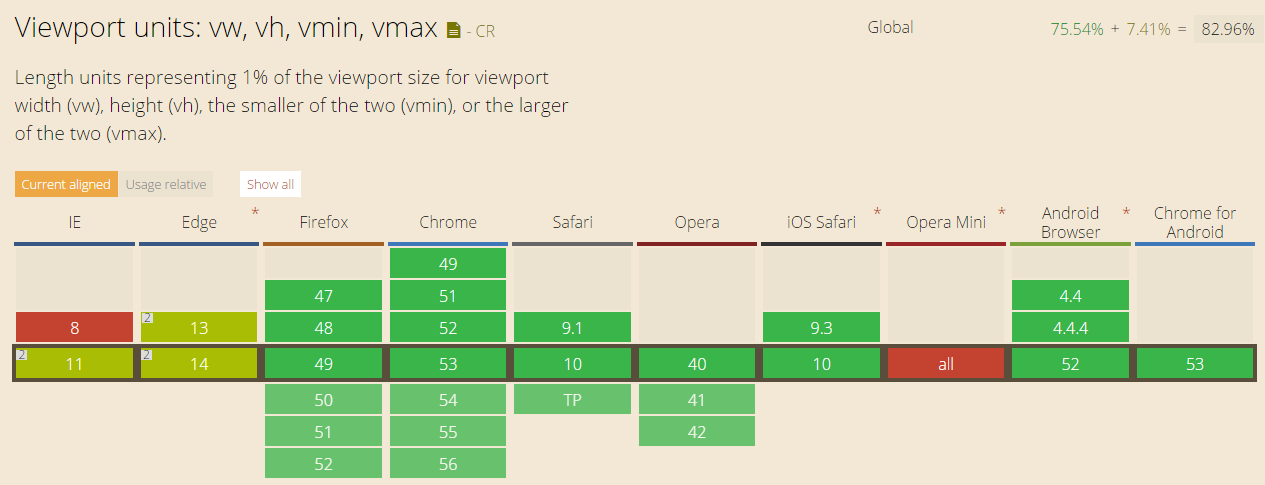 Viewport units: vw, vh, vmin, vmax - CR
Global 75.54% + 7.41% = 82.96%
Length units representing 1% of the viewport size for viewport
width (vw), height (vh), the smaller of the two (vmin), or the larger
of the two (vmax).
Current aligned Usage relative Show all
IE Edge * Firefox Chrome Safari Opera iOS Safari * Opera Mini * Android Browser * Chrome for Android
49
47 51 4.4
8 2 13 48 52 9.1 9.3 4.4.4
2 11 2 14 49 53 10 40 10 all 52 53
50 54 TP 41
51 55 42
52 56